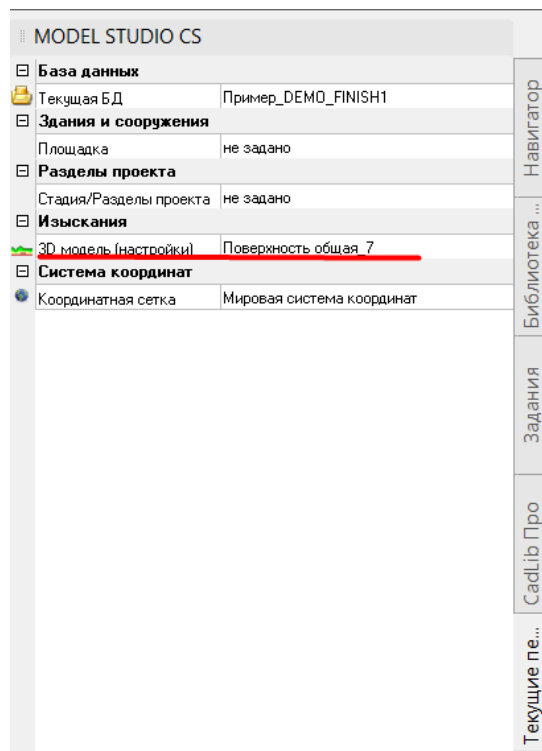 MODEL STUDIO CS
База данных
Текущая БД Пример_DEMO_FINISH1
Здания и сооружения
Площадка не задано
Разделы проекта
Стадия/Разделы проекта не задано
Изыскания
3D модель (настройки) Поверхность общая_7
Система координат
Координатная сетка Мировая система координат
Навигатор
Библиотека ...
Задания
CadLib Про
Текущие пе...